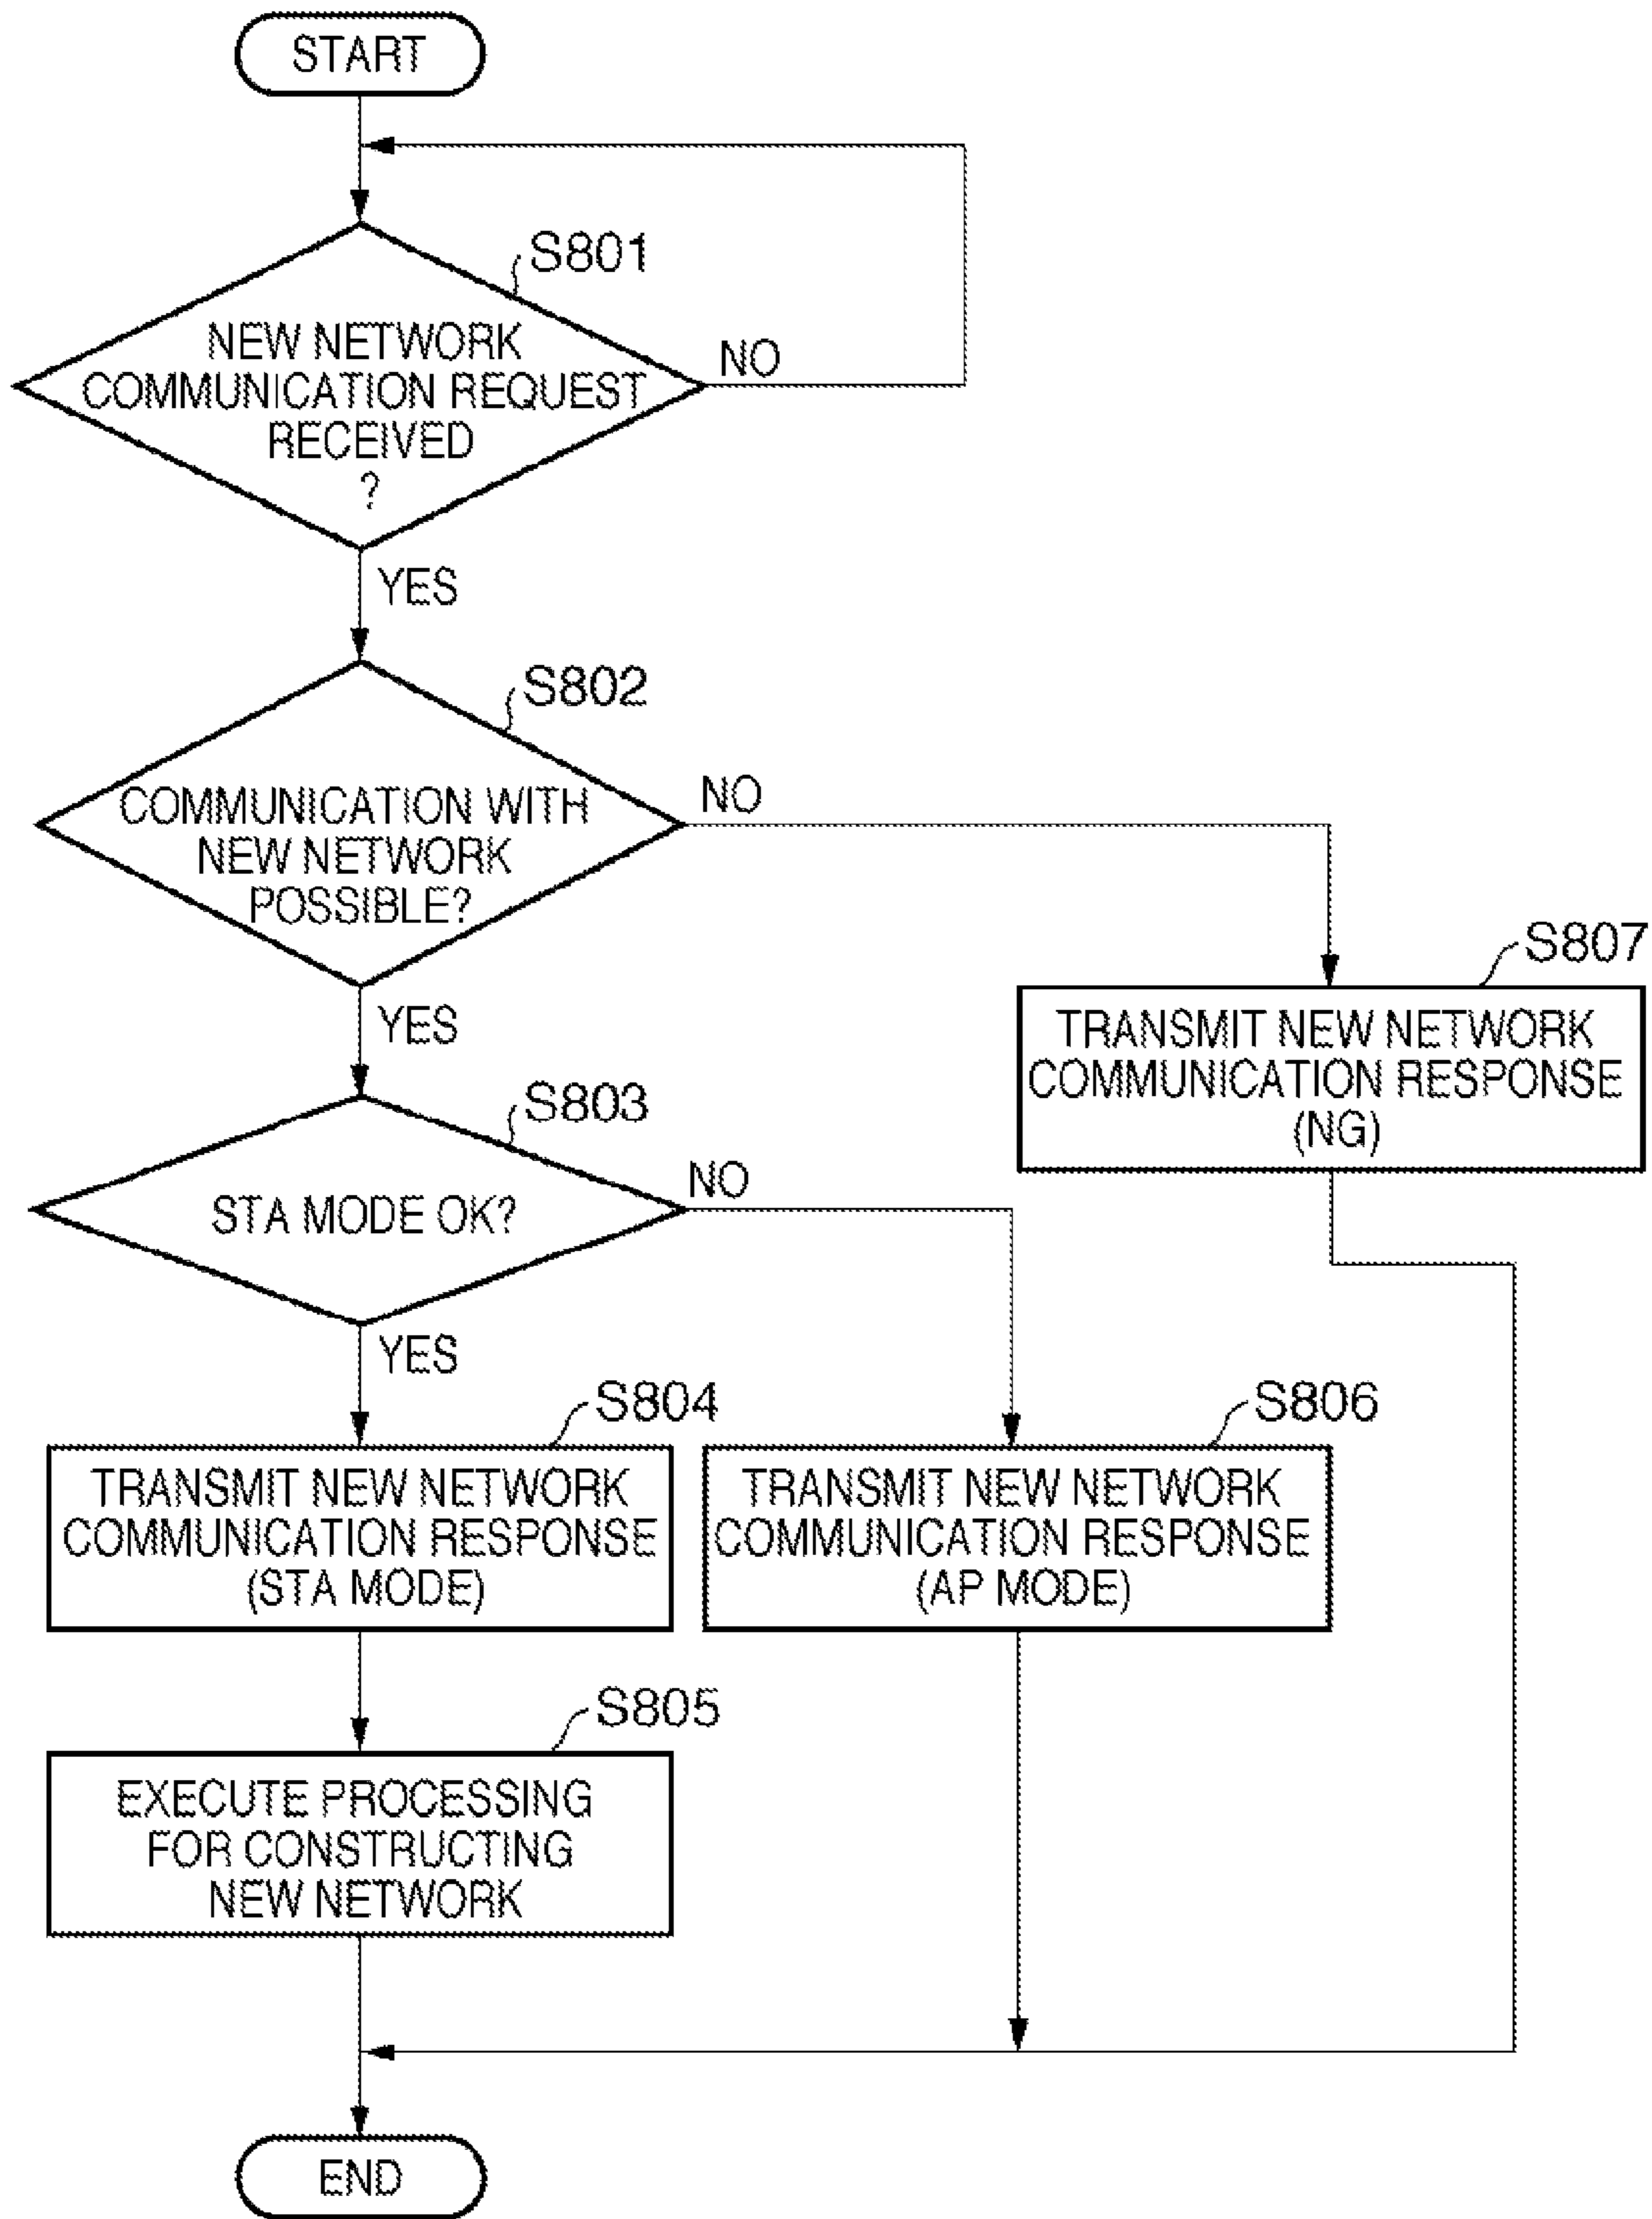 START
S801
NEW NETWORK
COMMUNICATION REQUEST
RECEIVED
?
NO
YES
S802
COMMUNICATION WITH
NEW NETWORK
POSSIBLE?
NO
YES
S807
TRANSMIT NEW NETWORK
COMMUNICATION RESPONSE
(NG)
S803
STA MODE OK?
NO
YES
S804
TRANSMIT NEW NETWORK
COMMUNICATION RESPONSE
(STA MODE)
S806
TRANSMIT NEW NETWORK
COMMUNICATION RESPONSE
(AP MODE)
S805
EXECUTE PROCESSING
FOR CONSTRUCTING
NEW NETWORK
END